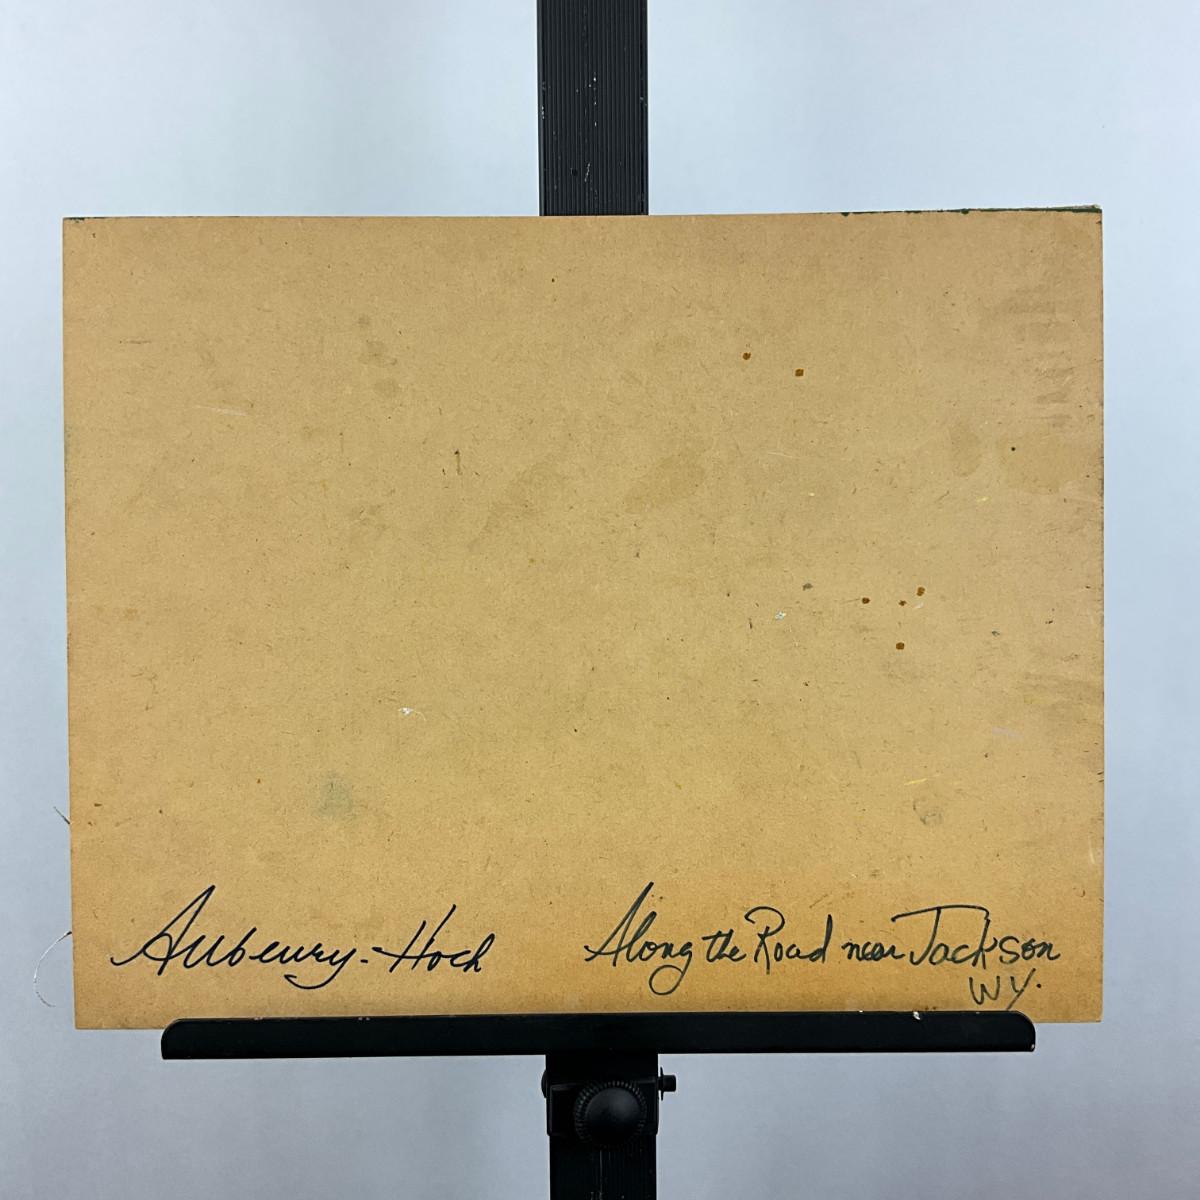 Aubeury-Hoch
Along the Road near Jackson
WY.